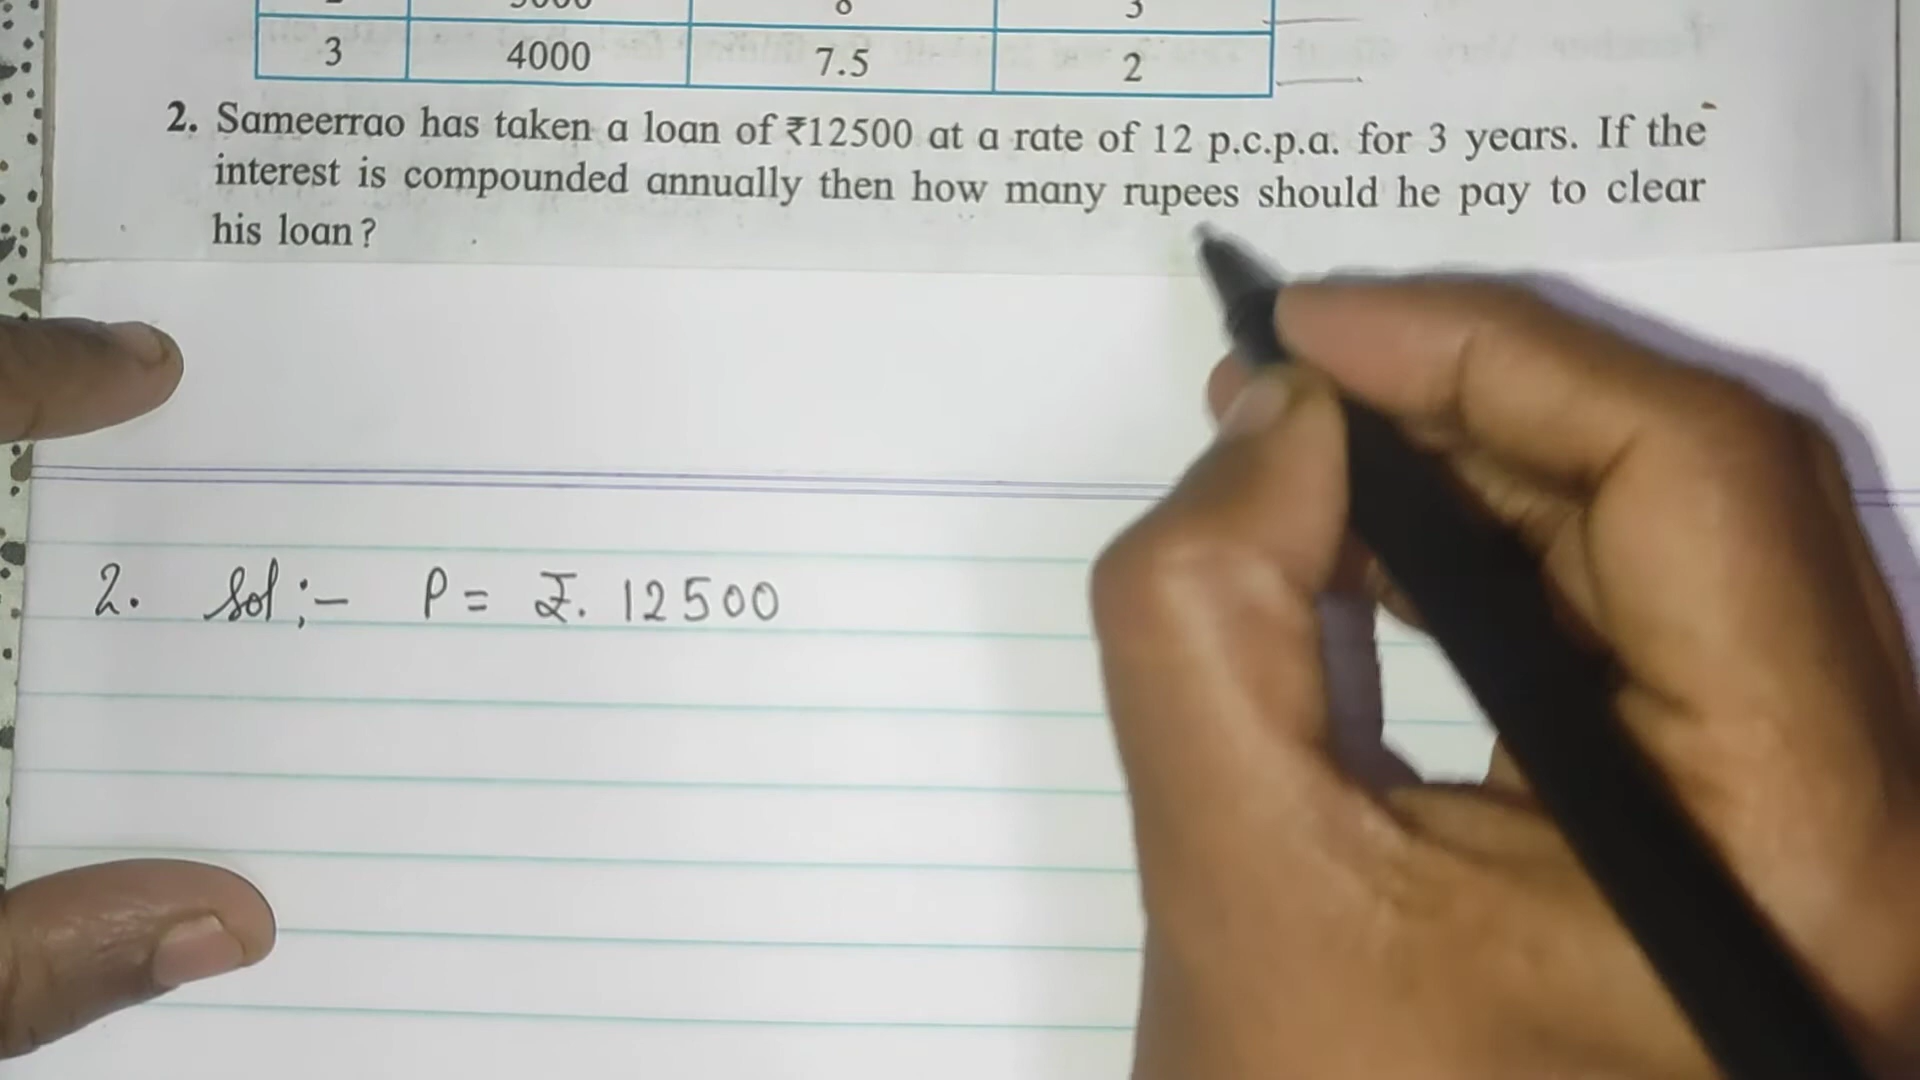 3 4000 7.5 2
2. Sameerrao has taken a loan of ₹12500 at a rate of 12 p.c.p.a. for 3 years. If the
interest is compounded annually then how many rupees should he pay to clear
his loan?
2. Sol :- P = ₹. 12500